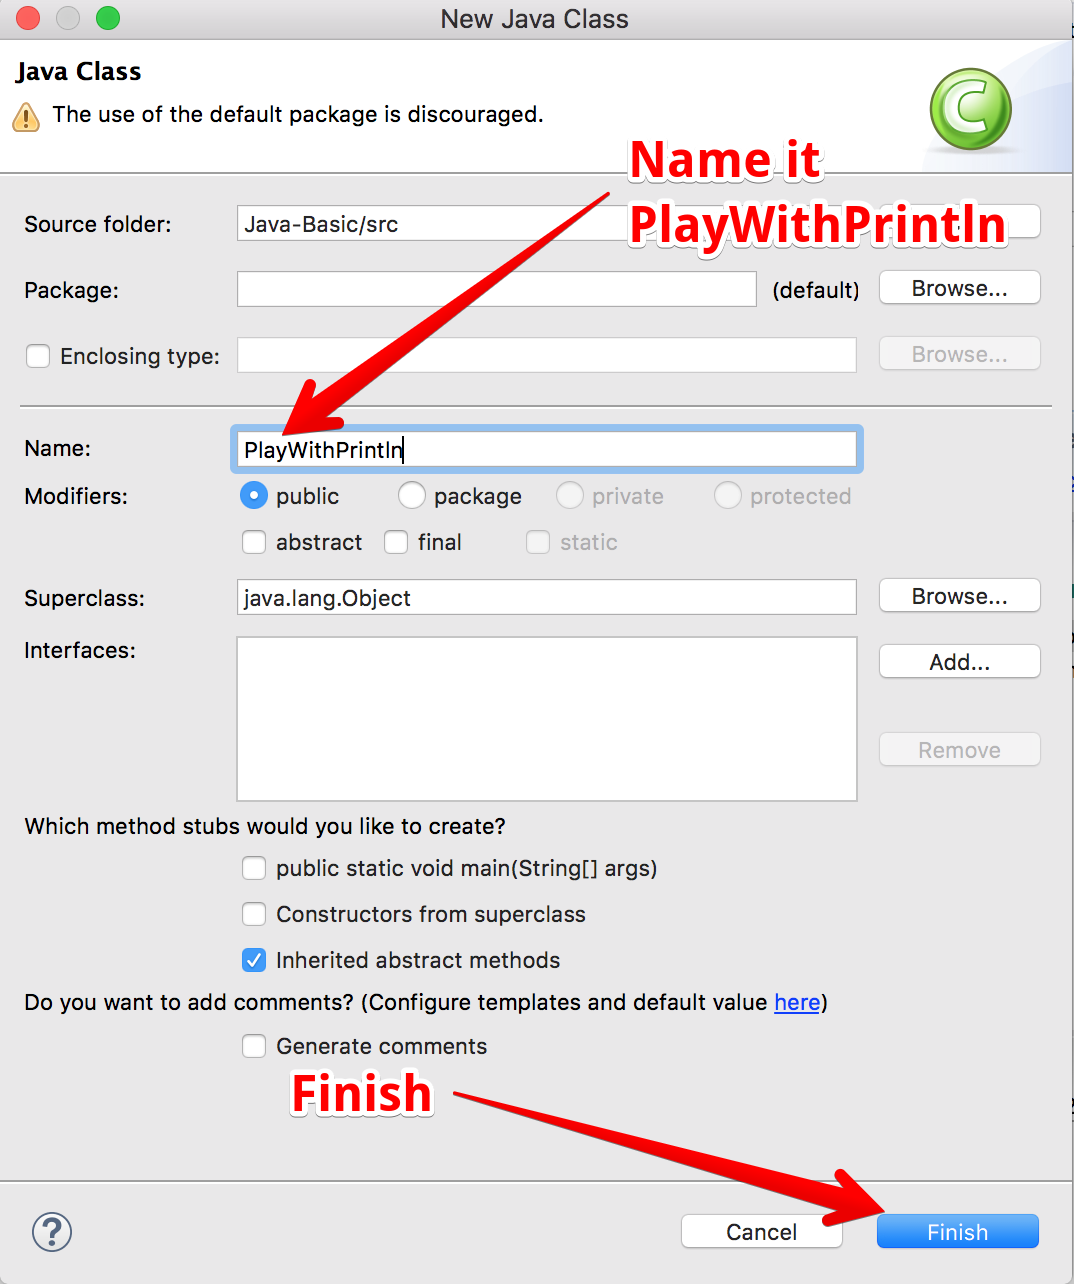 New Java Class
Java Class
The use of the default package is discouraged.
Name it
PlayWithPrintln
Source folder: Java-Basic/src
Package: (default) Browse...
Enclosing type: Browse...
Name: PlayWithPrintln
Modifiers: public package private protected
abstract final static
Superclass: java.lang.Object Browse...
Interfaces: Add...
Remove
Which method stubs would you like to create?
public static void main(String[] args)
Constructors from superclass
Inherited abstract methods
Do you want to add comments? (Configure templates and default value here)
Generate comments
Finish
? Cancel Finish